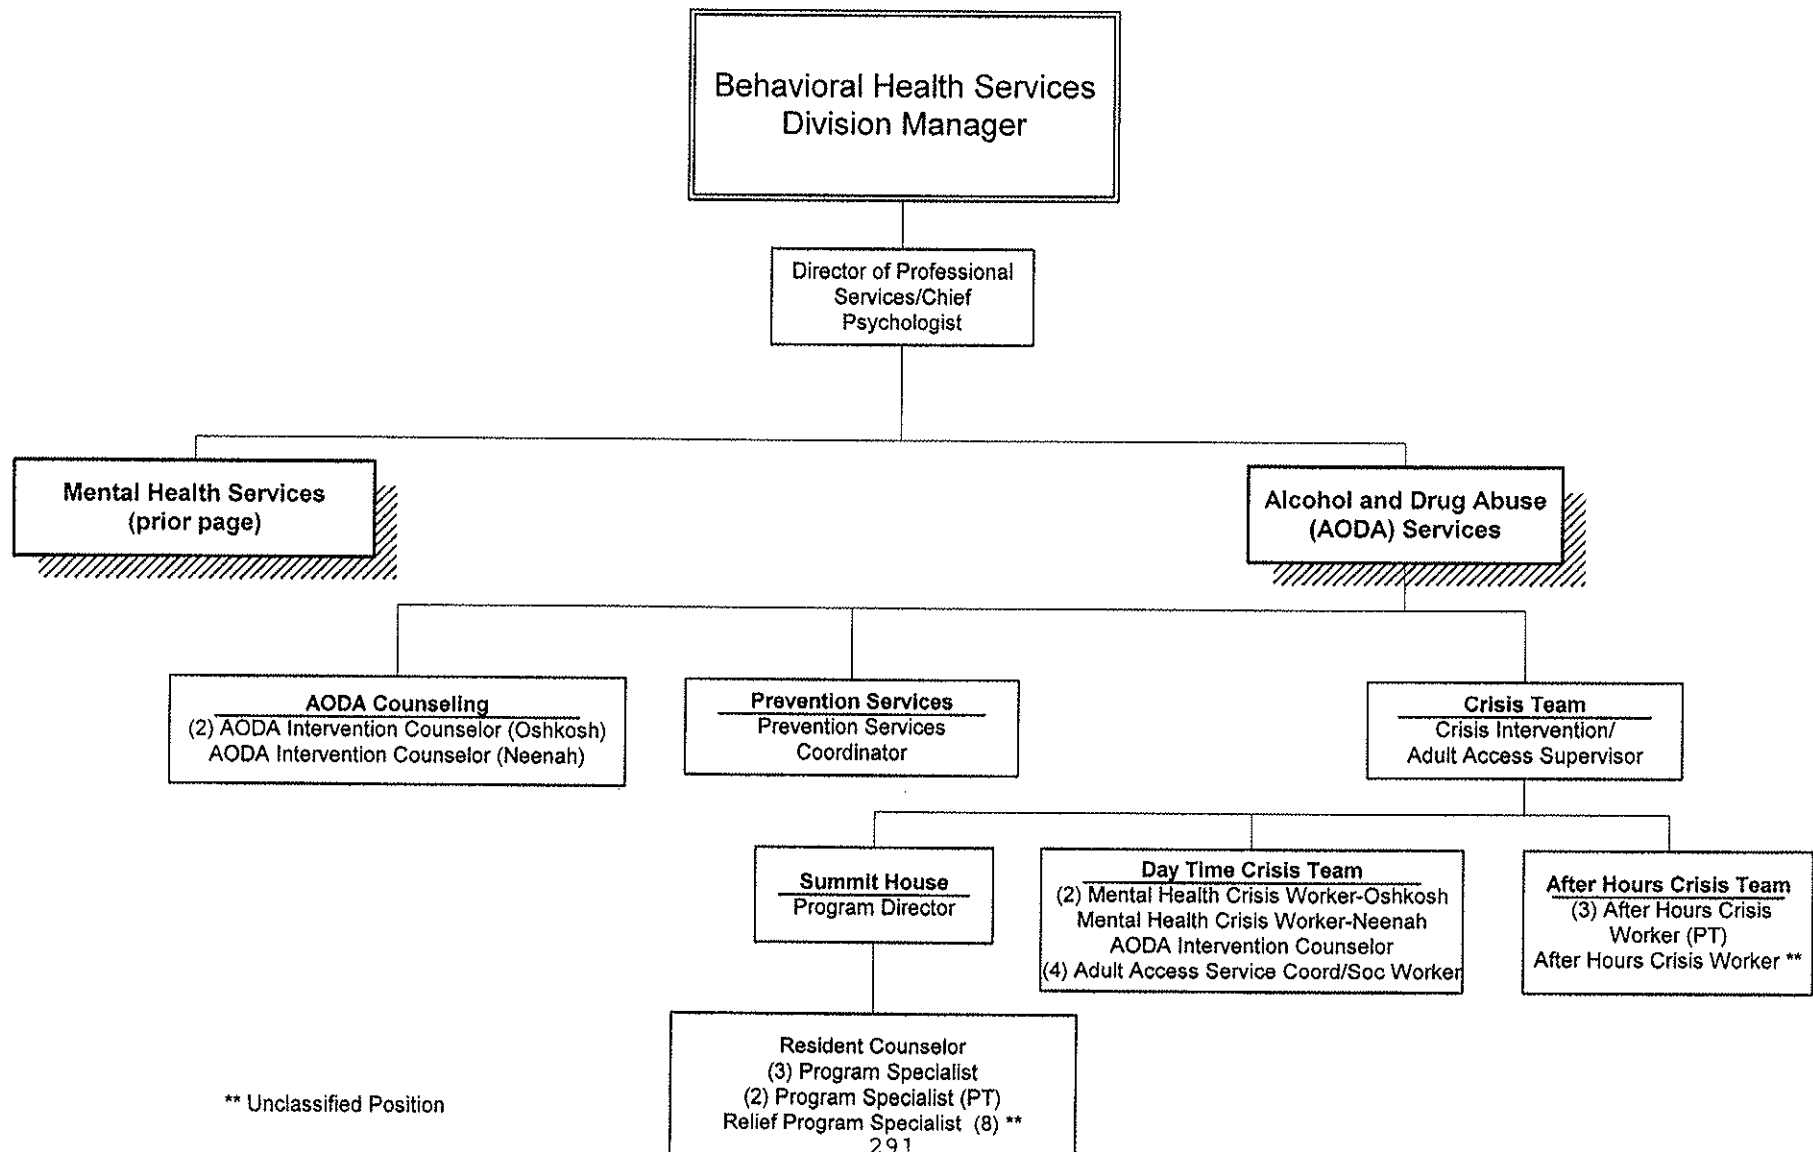 Behavioral Health Services
Division Manager
Director of Professional
Services/Chief
Psychologist
Mental Health Services
(prior page)
Alcohol and Drug Abuse
(AODA) Services
AODA Counseling
(2) AODA Intervention Counselor (Oshkosh)
AODA Intervention Counselor (Neenah)
Prevention Services
Prevention Services
Coordinator
Crisis Team
Crisis Intervention/
Adult Access Supervisor
Summit House
Program Director
Day Time Crisis Team
(2) Mental Health Crisis Worker-Oshkosh
Mental Health Crisis Worker-Neenah
AODA Intervention Counselor
(4) Adult Access Service Coord/Soc Worker
After Hours Crisis Team
(3) After Hours Crisis
Worker (PT)
After Hours Crisis Worker **
Resident Counselor
(3) Program Specialist
(2) Program Specialist (PT)
Relief Program Specialist (8) **
** Unclassified Position
291